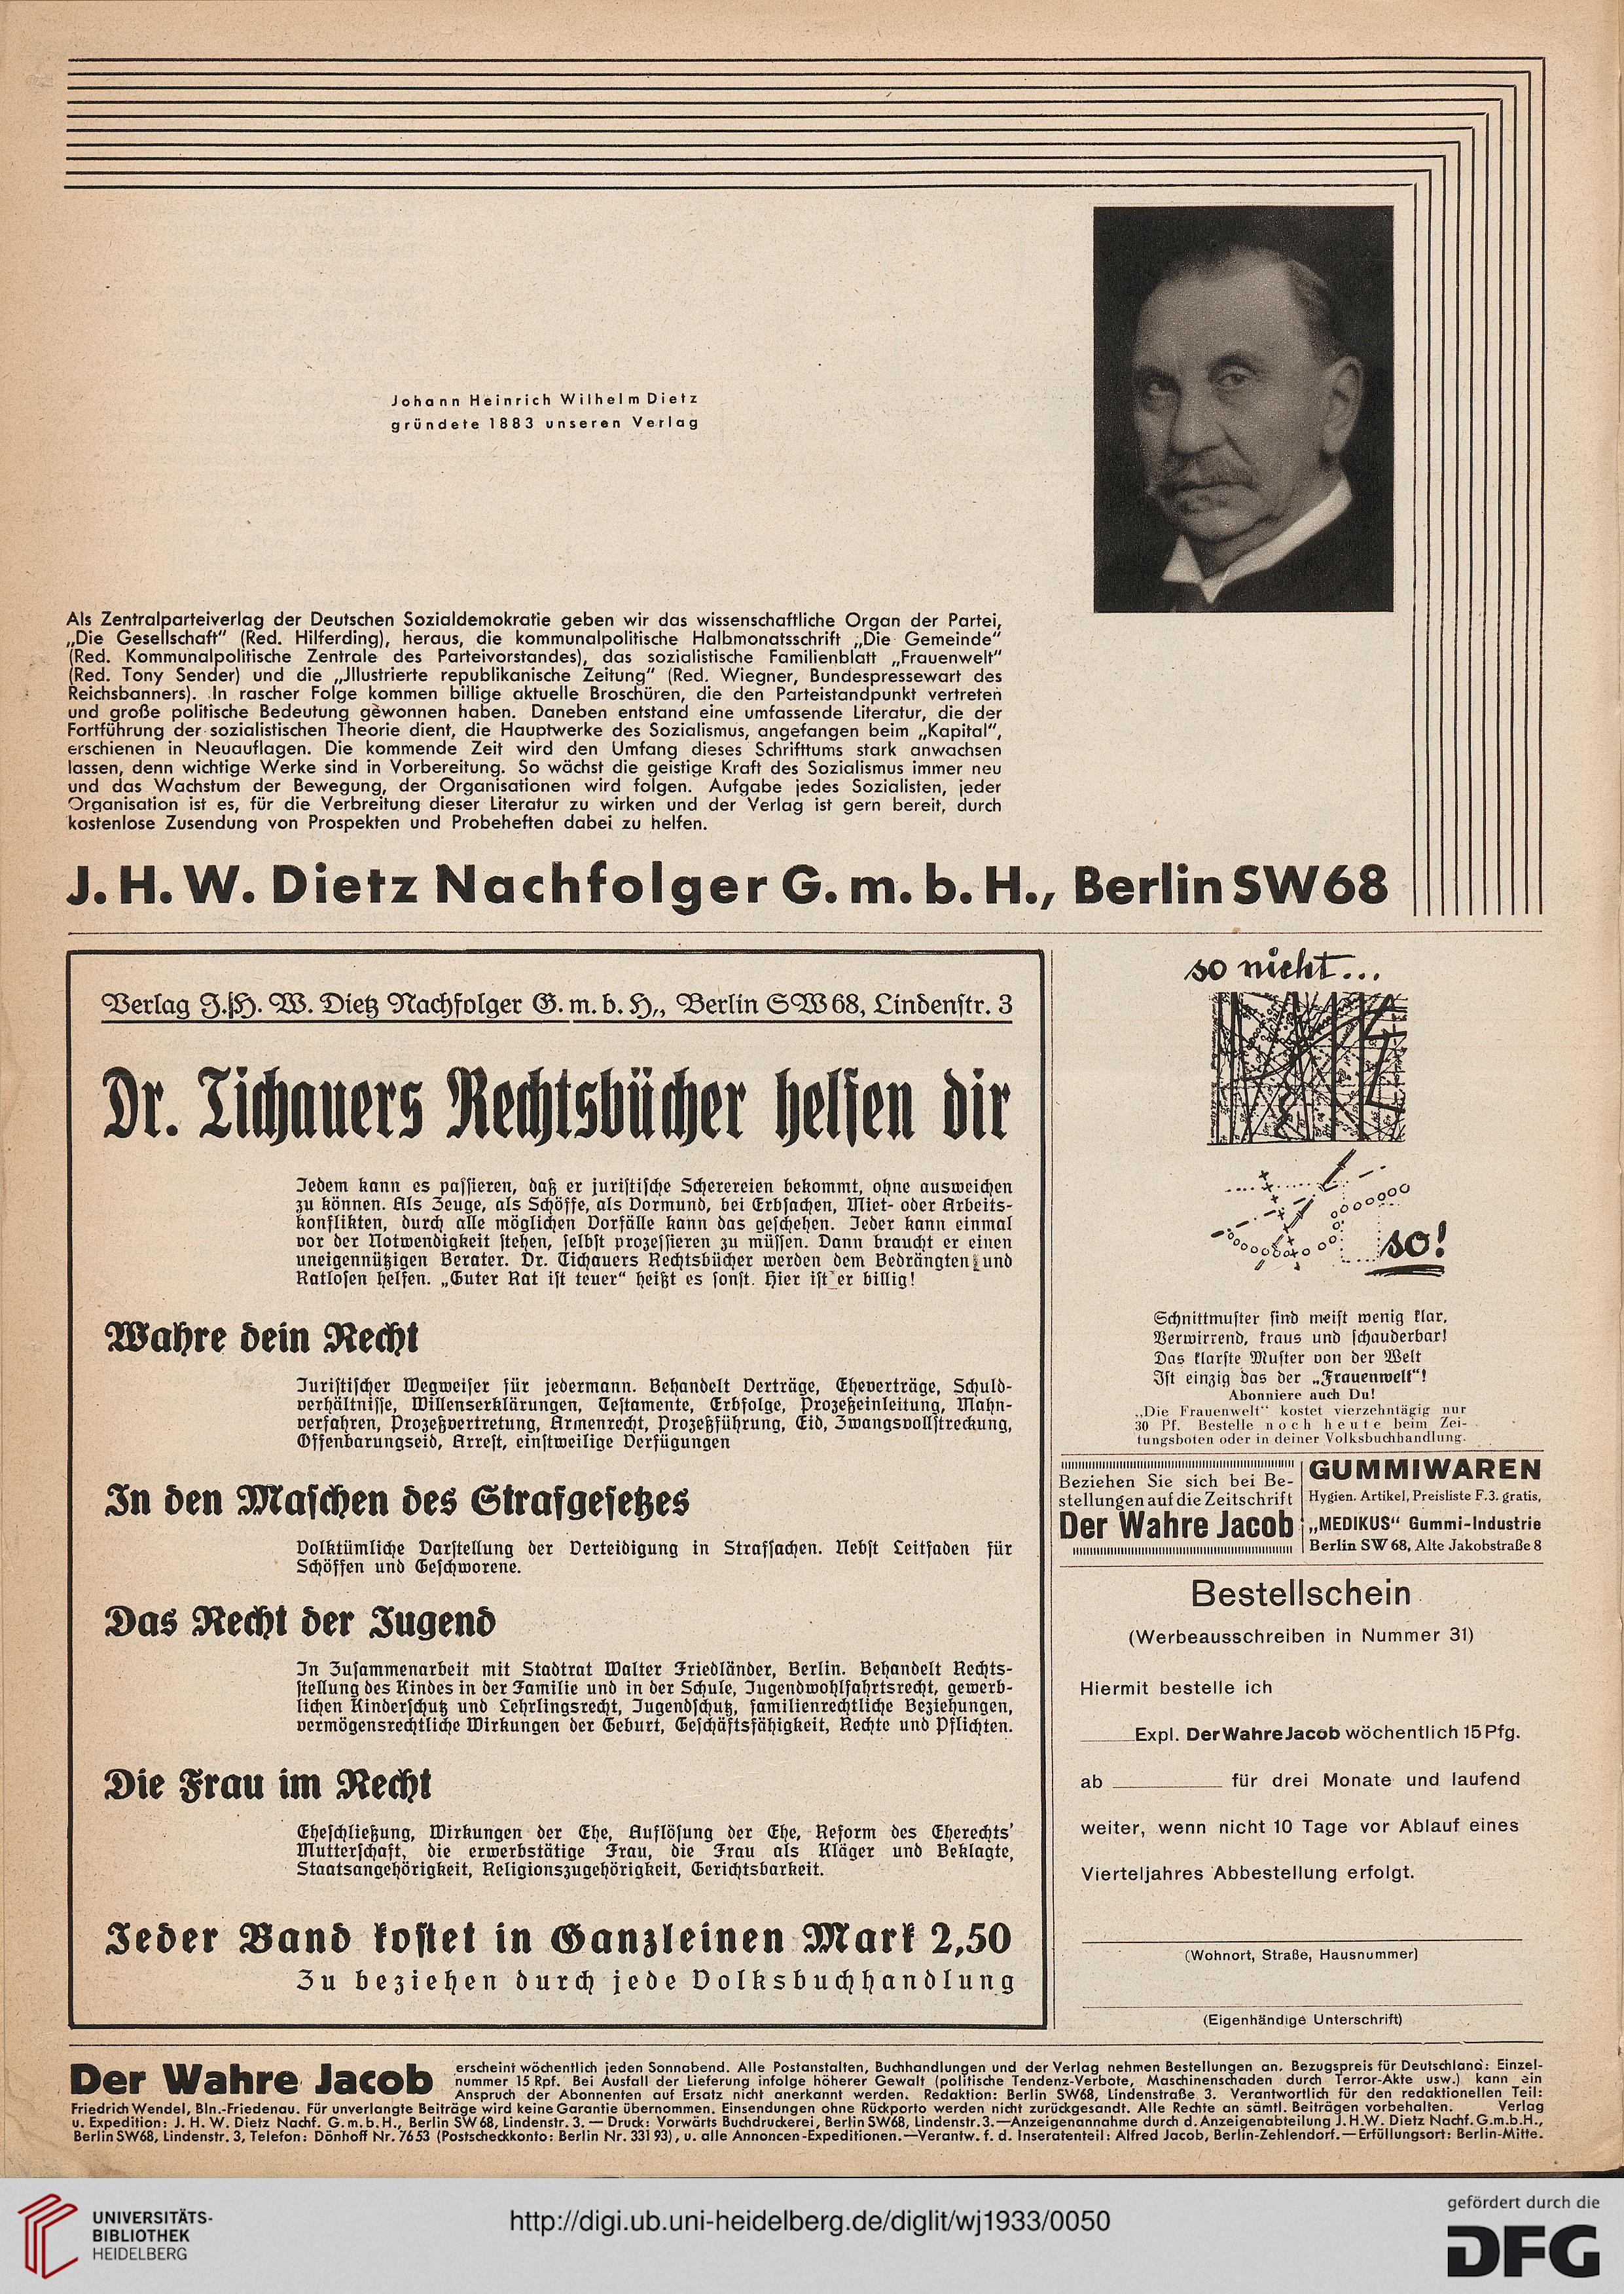 Johann Heinrich Wilhelm Dietz
gründete 1883 unseren Verlag
Als Zentralparteiverlag der Deutschen Sozialdemokratie geben wir das wissenschaftliche Organ der Partei,
„Die Gesellschaft“ (Red. Hilferding), heraus, die kommunalpolitische Halbmonatsschrift „Die Gemeinde“
(Red. Kommunalpolitische Zentrale des Parteivorstandes), das sozialistische Familienblatt „Frauenwelt“
(Red. Tony Sender) und die „Jllustrierte republikanische Zeitung“ (Red. Wiegner, Bundespressewart des
Reichsbanners). In rascher Folge kommen billige aktuelle Broschüren, die den Parteistandpunkt vertreten
und große politische Bedeutung gewonnen haben. Daneben entstand eine umfassende Literatur, die der
Fortführung der sozialistischen Theorie dient, die Hauptwerke des Sozialismus, angefangen beim „Kapital“,
erschienen in Neuauflagen. Die kommende Zeit wird den Umfang dieses Schrifttums stark anwachsen
lassen, denn wichtige Werke sind in Vorbereitung. So wächst die geistige Kraft des Sozialismus immer neu
und das Wachstum der Bewegung, der Organisationen wird folgen. Aufgabe jedes Sozialisten, jeder
Organisation ist es, für die Verbreitung dieser Literatur zu wirken und der Verlag ist gern bereit, durch
kostenlose Zusendung von Prospekten und Probeheften dabei zu helfen.
J. H. W. Dietz Nachfolger G. m. b. H., Berlin SW 68
Verlag J. H. W. Dietz Nachfolger G. m. b. H., Berlin SW 68, Lindenstr. 3
Dr. Tichauers Rechtsbücher helfen dir
Jedem kann es passieren, daß er juristische Scherereien bekommt, ohne ausweichen
zu können. Als Zeuge, als Schöffe, als Vormund, bei Erbsachen, Miet- oder Arbeits-
konflikten, durch alle möglichen Vorfälle kann das geschehen. Jeder kann einmal
vor der Notwendigkeit stehen, selbst prozessieren zu müssen. Dann braucht er einen
uneigennützigen Berater. Dr. Tichauers Rechtsbücher werden dem Bedrängten und
Ratlosen helfen. „Guter Rat ist teuer“ heißt es sonst. Hier ist er billig!
Wahre dein Recht
Juristischer Wegweiser für jedermann. Behandelt Verträge, Eheverträge, Schuld-
verhältnisse, Willenserklärungen, Testamente, Erbfolge, Prozeßeinleitung, Mahn-
verfahren, Prozeßvertretung, Armenrecht, Prozeßführung, Eid, Zwangsvollstreckung,
Offenbarungseid, Arrest, einstweilige Verfügungen
In den Maschen des Strafgesetzes
Volktümliche Darstellung der Verteidigung in Strafsachen. Nebst Leitfaden für
Schöffen und Geschworene.
Das Recht der Jugend
In Zusammenarbeit mit Stadtrat Walter Friedländer, Berlin. Behandelt Rechts-
stellung des Kindes in der Familie und in der Schule, Jugendwohlfahrtsrecht, gewerb-
lichen Kinderschutz und Lehrlingsrecht, Jugendschutz, familienrechtliche Beziehungen,
vermögensrechtliche Wirkungen der Geburt, Geschäftsfähigkeit, Rechte und Pflichten.
Die Frau im Recht
Eheschließung, Wirkungen der Ehe, Auflösung der Ehe, Reform des Eherechts'
Mutterschaft, die erwerbstätige Frau, die Frau als Kläger und Beklagte,
Staatsangehörigkeit, Religionszugehörigkeit, Gerichtsbarkeit.
Jeder Band kostet in Ganzleinen Mark 2,50
Zu beziehen durch jede Volksbuchhandlung
so nicht...
so!
Schnittmuster sind meist wenig klar,
Verwirrend, kraus und schauderbar!
Das klarste Muster von der Welt
Ist einzig das der „Frauenwelt“!
Abonniere auch Du!
„Die Frauenwelt“ kostet vierzehntägig nur
30 Pf. Bestelle noch heute beim Zei-
tungsboten oder in deiner Volksbuchhandlung.
Beziehen Sie sich bei Be-
stellungen auf die Zeitschrift
Der Wahre Jacob
GUMMIWAREN
Hygien. Artikel, Preisliste F.3. gratis,
„MEDIKUS“ Gummi-Industrie
Berlin SW 68, Alte Jakobstraße 8
Bestellschein
(Werbeausschreiben in Nummer 31)
Hiermit bestelle ich
Expl. Der Wahre Jacob wöchentlich 15 Pfg.
ab für drei Monate und laufend
weiter, wenn nicht 10 Tage vor Ablauf eines
Vierteljahres Abbestellung erfolgt.
(Wohnort, Straße, Hausnummer)
(Eigenhändige Unterschrift)
Der Wahre Jacob
erscheint wöchentlich jeden Sonnabend. Alle Postanstalten, Buchhandlungen und der Verlag nehmen Bestellungen an. Bezugspreis für Deutschland: Einzel-
nummer 15 Rpf. Bei Ausfall der Lieferung infolge höherer Gewalt (politische Tendenz-Verbote, Maschinenschaden durch Terror-Akte usw.) kann ein
Anspruch der Abonnenten auf Ersatz nicht anerkannt werden. Redaktion: Berlin SW68, Lindenstraße 3. Verantwortlich für den redaktionellen Teil:
Friedrich Wendel, Bln.-Friedenau. Für unverlangte Beiträge wird keine Garantie übernommen. Einsendungen ohne Rückporto werden nicht zurückgesandt. Alle Rechte an sämtl. Beiträgen vorbehalten. Verlag
u. Expedition: J. H. W. Dietz Nachf. G. m. b. H., Berlin SW 68, Lindenstr. 3. — Druck: Vorwärts Buchdruckerei, Berlin SW68, Lindenstr. 3. — Anzeigenannahme durch d. Anzeigenabteilung J. H. W. Dietz Nachf. G. m. b. H.,
Berlin SW68, Lindenstr. 3, Telefon: Dönhoff Nr. 7653 (Postscheckkonto: Berlin Nr. 331 93), u. alle Annoncen-Expeditionen. — Verantw. f. d. Inseratenteil: Alfred Jacob, Berlin-Zehlendorf. — Erfüllungsort: Berlin-Mitte.
UNIVERSITÄTS-
BIBLIOTHEK
HEIDELBERG
http://digi.ub.uni-heidelberg.de/diglit/wj1933/0050
gefördert durch die
DFG